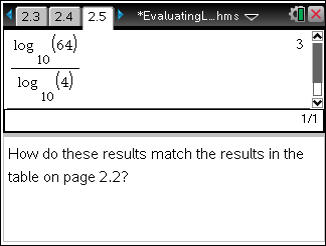 2.3 2.4 2.5 *EvaluatingL...hms
log10(64) 3
log10(4)
1/1
How do these results match the results in the
table on page 2.2?